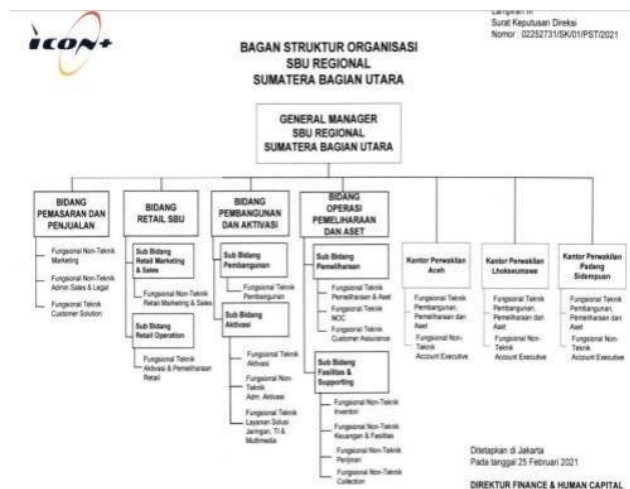 icon+
Lampiran III
Surat Keputusan Direksi
Nomor : 02252731/SK/01/PST/2021
BAGAN STRUKTUR ORGANISASI
SBU REGIONAL
SUMATERA BAGIAN UTARA
GENERAL MANAGER
SBU REGIONAL
SUMATERA BAGIAN UTARA
BIDANG
PEMASARAN DAN
PENJUALAN
Fungsional Non-Teknik
Marketing
Fungsional Non-Teknik
Admin Sales & Legal
Fungsional Teknik
Customer Solution
BIDANG
RETAIL SBU
Sub Bidang
Retail Marketing
& Sales
Fungsional Non-Teknik
Retail Marketing & Sales
Sub Bidang
Retail Operation
Fungsional Teknik
Aktivasi & Pemeliharaan
Retail
BIDANG
PEMBANGUNAN
DAN AKTIVASI
Sub Bidang
Pembangunan
Fungsional Teknik
Pembangunan
Sub Bidang
Aktivasi
Fungsional Teknik
Aktivasi
Fungsional Non-
Teknik
Adm. Aktivasi
Fungsional Teknik
Layanan Solusi
Jaringan, TI &
Multimedia
BIDANG
OPERASI
PEMELIHARAAN
DAN ASET
Sub Bidang
Pemeliharaan
Fungsional Teknik
Pemeliharaan & Aset
Fungsional Teknik
NOC
Fungsional Teknik
Customer Assurance
Sub Bidang
Fasilitas &
Supporting
Fungsional Non-Teknik
Inventori
Fungsional Non-Teknik
Keuangan & Fasilitas
Fungsional Non-Teknik
Perijinan
Fungsional Non-Teknik
Collection
Kantor Perwakilan
Aceh
Fungsional Teknik
Pembangunan,
Pemeliharaan dan
Aset
Fungsional Non-
Teknik
Account Executive
Kantor Perwakilan
Lhokseumawe
Fungsional Teknik
Pembangunan,
Pemeliharaan dan
Aset
Fungsional Non-
Teknik
Account Executive
Kantor Perwakilan
Padang
Sidempuan
Fungsional Teknik
Pembangunan,
Pemeliharaan dan
Aset
Fungsional Non-
Teknik
Account Executive
Ditetapkan di Jakarta
Pada tanggal 25 Februari 2021
DIREKTUR FINANCE & HUMAN CAPITAL